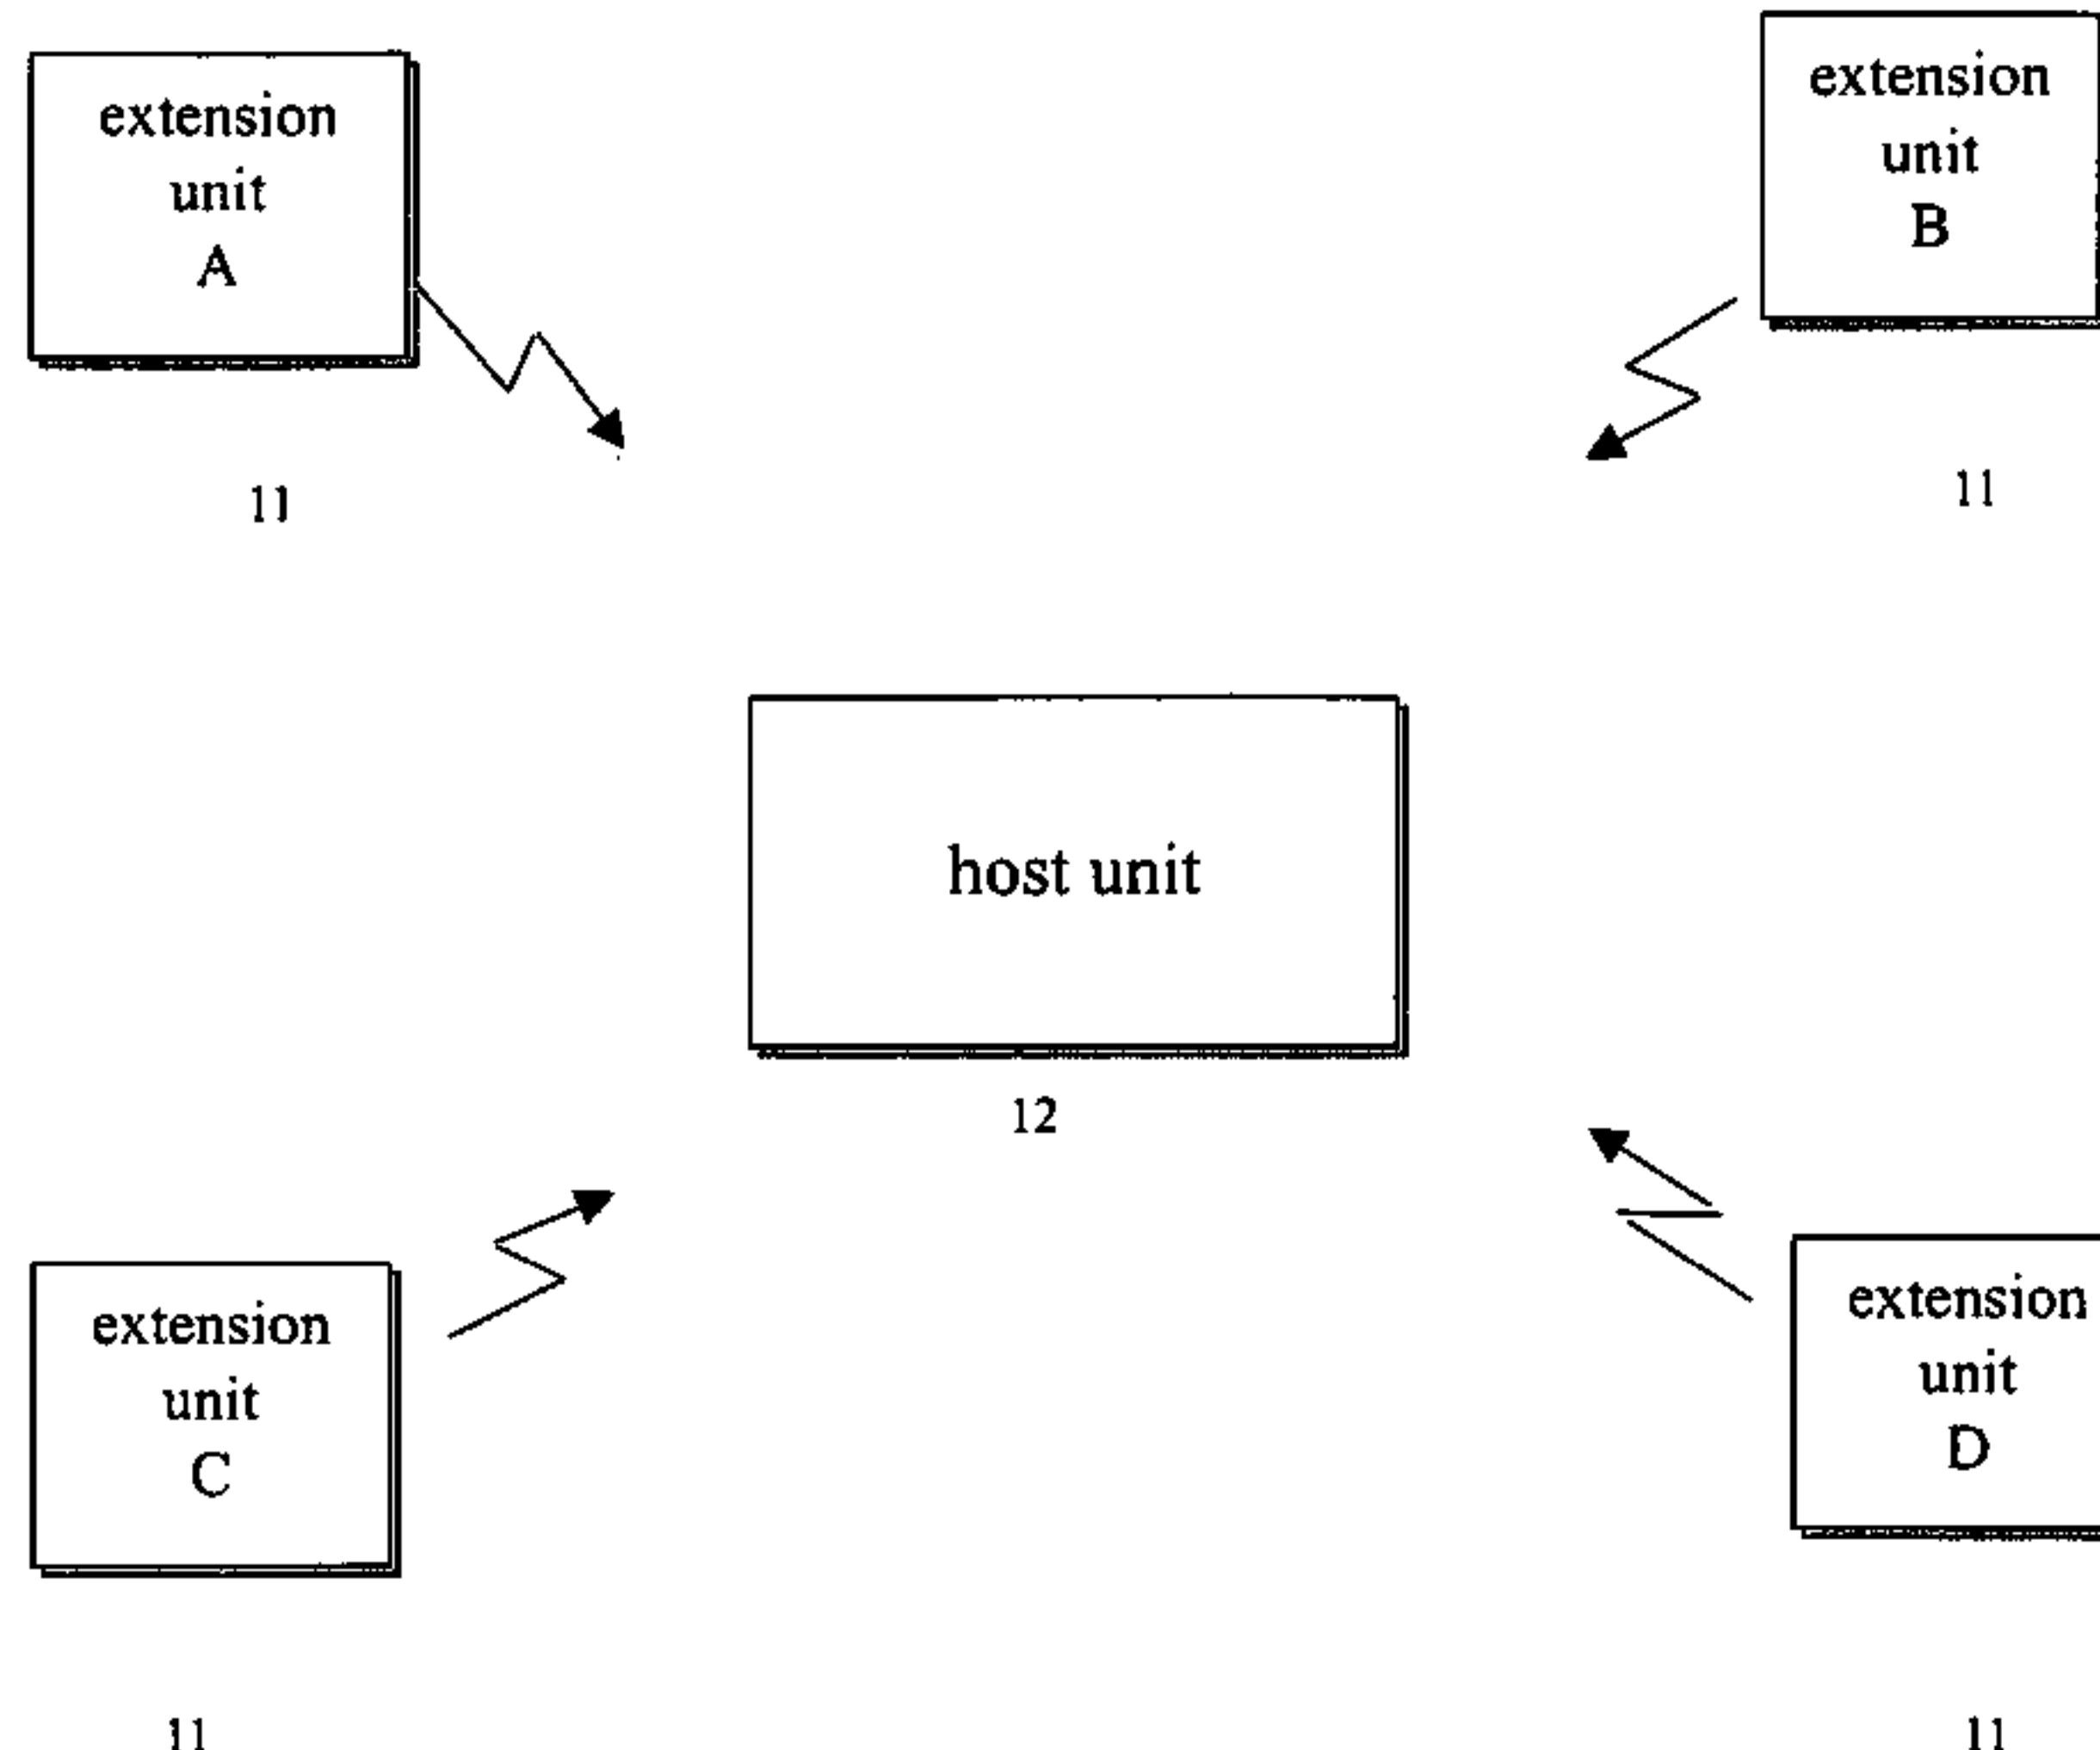 extension
unit
A
11
extension
unit
B
11
host unit
12
extension
unit
C
11
extension
unit
D
11